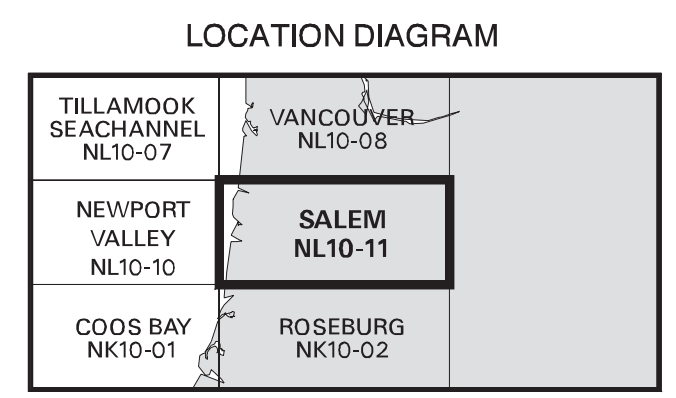 LOCATION DIAGRAM
TILLAMOOK
SEACHANNEL
NL10-07
VANCOUVER
NL10-08
NEWPORT
VALLEY
NL10-10
SALEM
NL10-11
COOS BAY
NK10-01
ROSEBURG
NK10-02